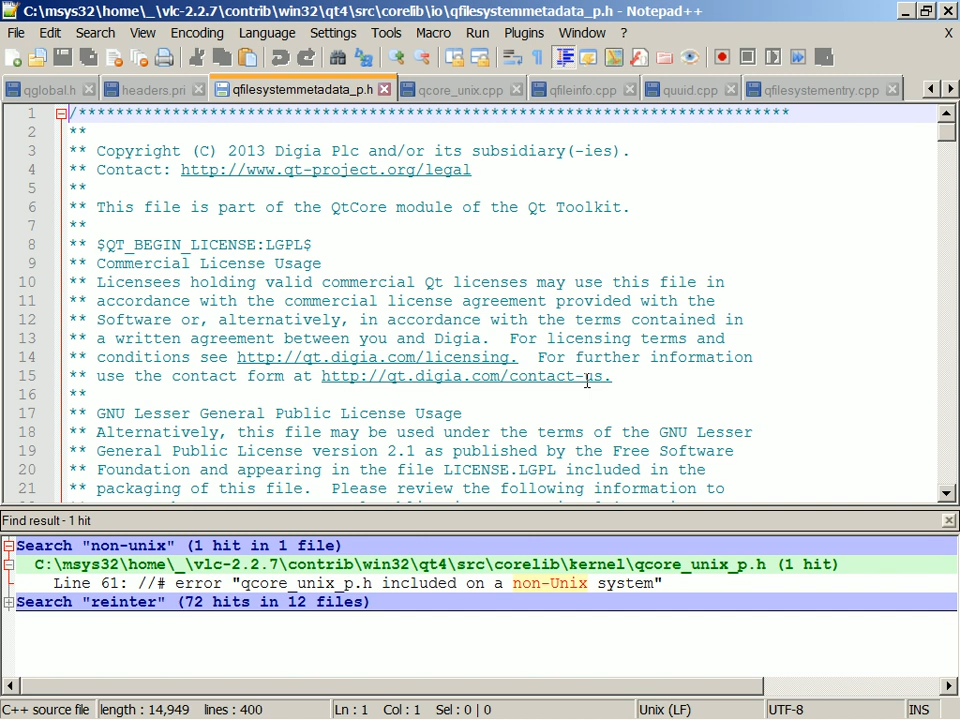 C:\msys32\home\_\vlc-2.2.7\contrib\win32\qt4\src\corelib\io\qfilesystemmetadata_p.h - Notepad++
File Edit Search View Encoding Language Settings Tools Macro Run Plugins Window ? X
qglobal.h headers.pri qfilesystemmetadata_p.h qcore_unix.cpp qfileinfo.cpp quuid.cpp qfilesystementry.cpp
1 /****************************************************************************
2 **
3 ** Copyright (C) 2013 Digia Plc and/or its subsidiary(-ies).
4 ** Contact: http://www.qt-project.org/legal
5 **
6 ** This file is part of the QtCore module of the Qt Toolkit.
7 **
8 ** $QT_BEGIN_LICENSE:LGPL$
9 ** Commercial License Usage
10 ** Licensees holding valid commercial Qt licenses may use this file in
11 ** accordance with the commercial license agreement provided with the
12 ** Software or, alternatively, in accordance with the terms contained in
13 ** a written agreement between you and Digia.  For licensing terms and
14 ** conditions see http://qt.digia.com/licensing.  For further information
15 ** use the contact form at http://qt.digia.com/contact-us.
16 **
17 ** GNU Lesser General Public License Usage
18 ** Alternatively, this file may be used under the terms of the GNU Lesser
19 ** General Public License version 2.1 as published by the Free Software
20 ** Foundation and appearing in the file LICENSE.LGPL included in the
21 ** packaging of this file.  Please review the following information to
Find result - 1 hit
Search "non-unix" (1 hit in 1 file)
C:\msys32\home\_\vlc-2.2.7\contrib\win32\qt4\src\corelib\kernel\qcore_unix_p.h (1 hit)
Line 61: //# error "qcore_unix_p.h included on a non-Unix system"
Search "reinter" (72 hits in 12 files)
C++ source file length : 14,949 lines : 400 Ln : 1 Col : 1 Sel : 0 | 0 Unix (LF) UTF-8 INS